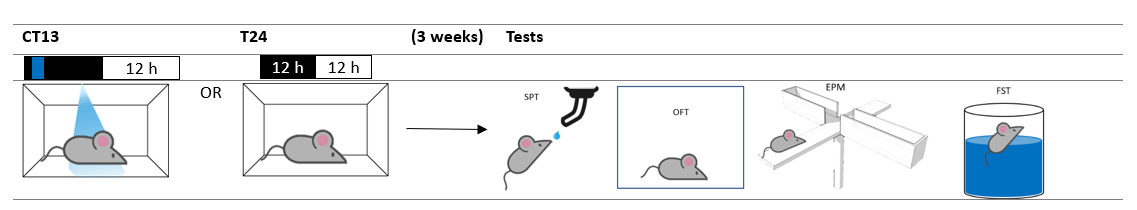 CT13 T24 (3 weeks) Tests
12 h 12 h 12 h
OR
SPT OFT EPM FST